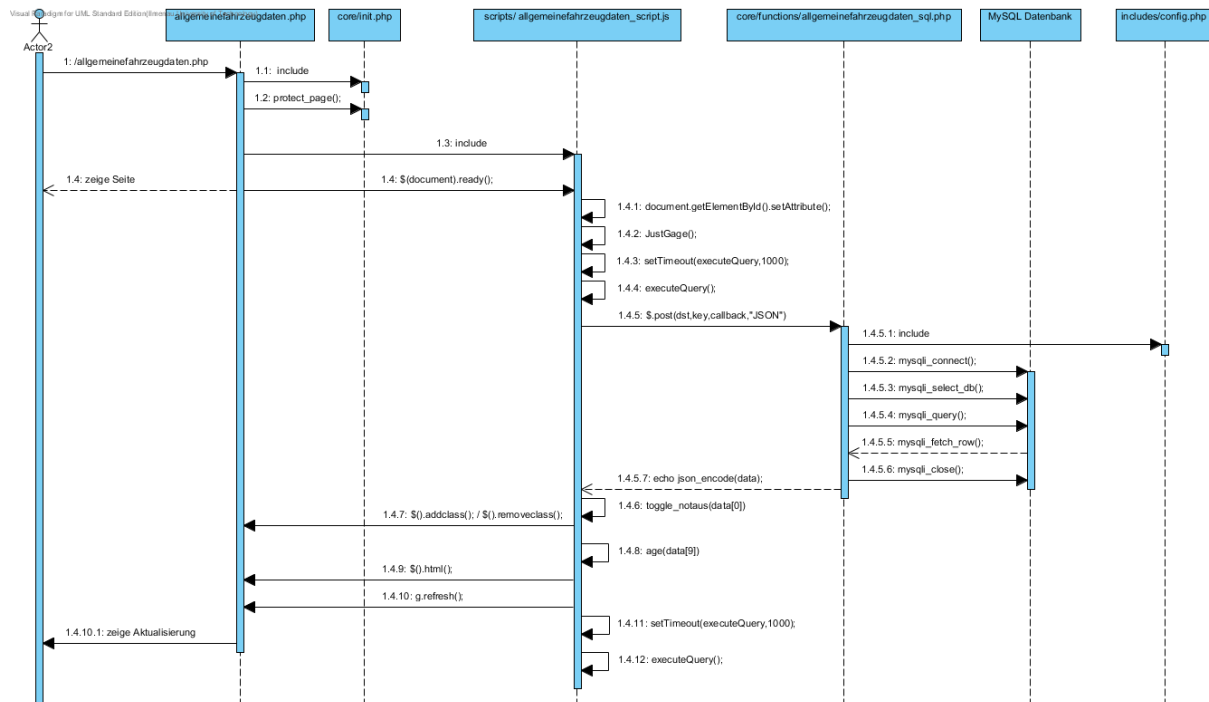 Visual Paradigm for UML Standard Edition
allgemeinefahrzeugdaten.php
core/init.php
scripts/ allgemeinefahrzeugdaten_script.js
core/functions/allgemeinefahrzeugdaten_sql.php
MySQL Datenbank
includes/config.php
Actor2
1: /allgemeinefahrzeugdaten.php
1.1: include
1.2: protect_page();
1.3: include
1.4: zeige Seite
1.4: $(document).ready();
1.4.1: document.getElementById().setAttribute();
1.4.2: JustGage();
1.4.3: setTimeout(executeQuery,1000);
1.4.4: executeQuery();
1.4.5: $.post(dst,key,callback,"JSON")
1.4.5.1: include
1.4.5.2: mysqli_connect();
1.4.5.3: mysqli_select_db();
1.4.5.4: mysqli_query();
1.4.5.5: mysqli_fetch_row();
1.4.5.6: mysqli_close();
1.4.5.7: echo json_encode(data);
1.4.6: toggle_notaus(data[0])
1.4.7: $().addclass(); / $().removeclass();
1.4.8: age(data[9])
1.4.9: $().html();
1.4.10: g.refresh();
1.4.11: setTimeout(executeQuery,1000);
1.4.10.1: zeige Aktualisierung
1.4.12: executeQuery();